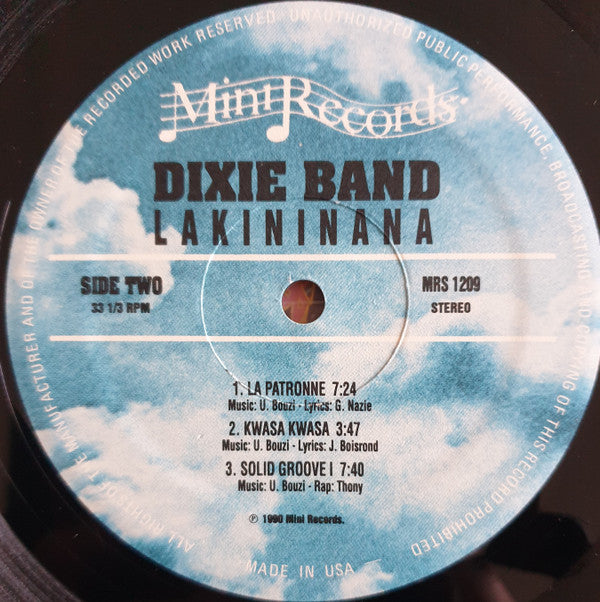 ALL RIGHTS OF THE MANUFACTURER AND OF THE OWNER OF THE RECORDED WORK RESERVED - UNAUTHORIZED PUBLIC PERFORMANCE, BROADCASTING AND COPYING OF THIS RECORD PROHIBITED
Mini Records
DIXIE BAND
LAKININANA
SIDE TWO
33 1/3 RPM
MRS 1209
STEREO
1. LA PATRONNE 7:24
Music: U. Bouzi - Lyrics: G. Nazie
2. KWASA KWASA 3:47
Music: U. Bouzi - Lyrics: J. Boisrond
3. SOLID GROOVE I 7:40
Music: U. Bouzi - Rap: Thony
℗ 1990 Mini Records.
MADE IN USA